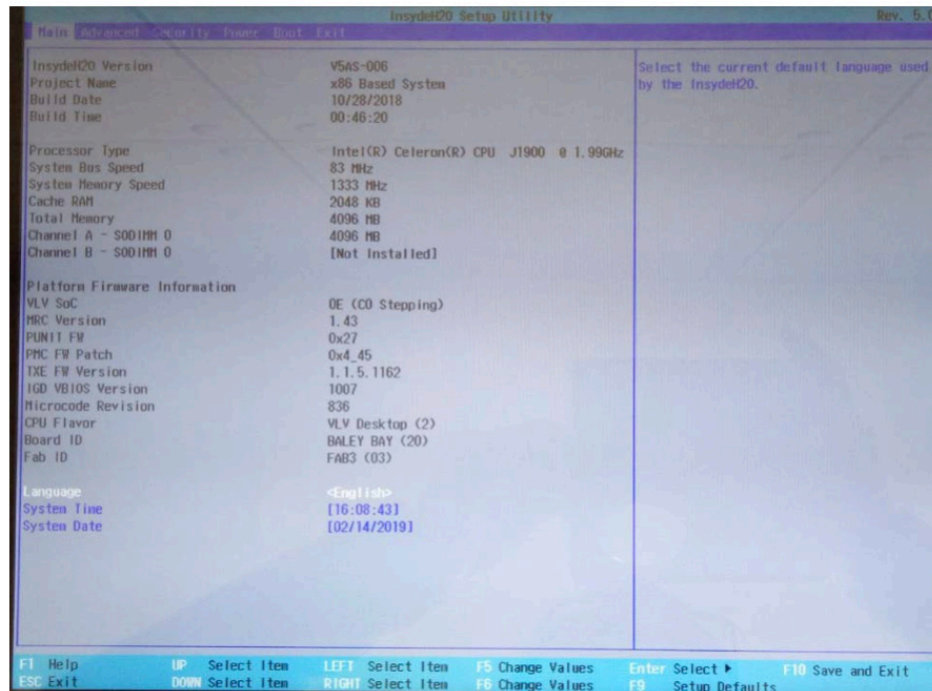 InsydeH20 Setup Utility Rev. 5.0
Main Advanced Security Power Boot Exit
InsydeH20 Version V5AS-006
Project Name x86 Based System
Build Date 10/28/2018
Build Time 00:46:20
Processor Type Intel(R) Celeron(R) CPU J1900 @ 1.99GHz
System Bus Speed 83 MHz
System Memory Speed 1333 MHz
Cache RAM 2048 KB
Total Memory 4096 MB
Channel A - SODIMM 0 4096 MB
Channel B - SODIMM 0 [Not Installed]
Platform Firmware Information
VLV SoC 0E (C0 Stepping)
MRC Version 1.43
PUNIT FW 0x27
PMC FW Patch 0x4_45
TXE FW Version 1.1.5.1162
IGD VBIOS Version 1007
Microcode Revision 836
CPU Flavor VLV Desktop (2)
Board ID BALEY BAY (20)
Fab ID FAB3 (03)
Language <English>
System Time [16:08:43]
System Date [02/14/2019]
Select the current default language used
by the InsydeH20.
F1 Help UP Select Item LEFT Select Item F5 Change Values Enter Select ▶ F10 Save and Exit
ESC Exit DOWN Select Item RIGHT Select Item F6 Change Values F9 Setup Defaults